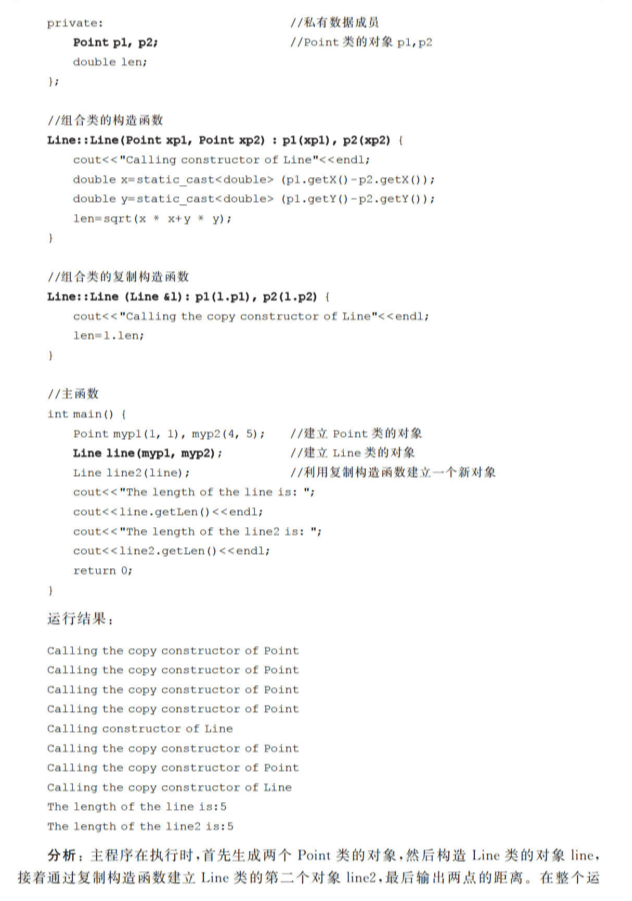 private:                              //私有数据成员
    Point p1, p2;                     //Point 类的对象 p1,p2
    double len;
};
//组合类的构造函数
Line::Line(Point xp1, Point xp2) : p1(xp1), p2(xp2) {
    cout<<"Calling constructor of Line"<<endl;
    double x=static_cast<double> (p1.getX()-p2.getX());
    double y=static_cast<double> (p1.getY()-p2.getY());
    len=sqrt(x * x+y * y);
}
//组合类的复制构造函数
Line::Line (Line &l): p1(l.p1), p2(l.p2) {
    cout<<"Calling the copy constructor of Line"<<endl;
    len=l.len;
}
//主函数
int main() {
    Point myp1(1, 1), myp2(4, 5);     //建立 Point 类的对象
    Line line(myp1, myp2);            //建立 Line 类的对象
    Line line2(line);                 //利用复制构造函数建立一个新对象
    cout<<"The length of the line is: ";
    cout<<line.getLen()<<endl;
    cout<<"The length of the line2 is: ";
    cout<<line2.getLen()<<endl;
    return 0;
}
运行结果:
Calling the copy constructor of Point
Calling the copy constructor of Point
Calling the copy constructor of Point
Calling the copy constructor of Point
Calling constructor of Line
Calling the copy constructor of Point
Calling the copy constructor of Point
Calling the copy constructor of Line
The length of the line is:5
The length of the line2 is:5
分析:主程序在执行时,首先生成两个 Point 类的对象,然后构造 Line 类的对象 line,
接着通过复制构造函数建立 Line 类的第二个对象 line2,最后输出两点的距离。在整个运